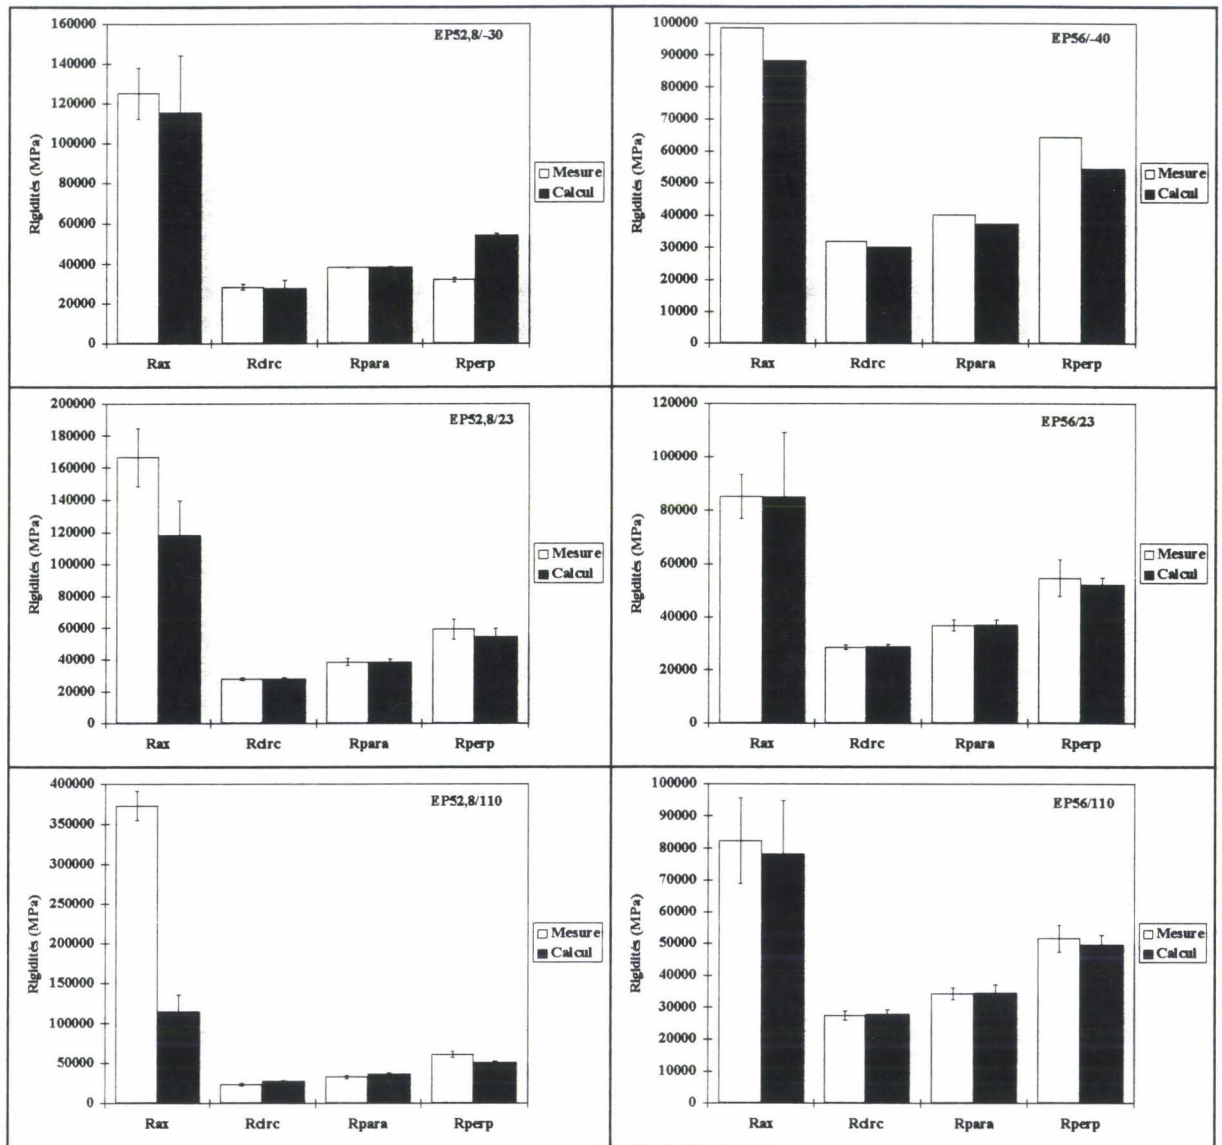 EP52,8/-30
Rigidités (MPa)
160000
140000
120000
100000
80000
60000
40000
20000
0
Rax Rcirc Rpara Rperp
Mesure
Calcul
EP56/-40
Rigidités (MPa)
100000
90000
80000
70000
60000
50000
40000
30000
20000
10000
0
Rax Rcirc Rpara Rperp
Mesure
Calcul
EP52,8/23
Rigidités (MPa)
200000
180000
160000
140000
120000
100000
80000
60000
40000
20000
0
Rax Rcirc Rpara Rperp
Mesure
Calcul
EP56/23
Rigidités (MPa)
120000
100000
80000
60000
40000
20000
0
Rax Rcirc Rpara Rperp
Mesure
Calcul
EP52,8/110
Rigidités (MPa)
400000
350000
300000
250000
200000
150000
100000
50000
0
Rax Rcirc Rpara Rperp
Mesure
Calcul
EP56/110
Rigidités (MPa)
100000
90000
80000
70000
60000
50000
40000
30000
20000
10000
0
Rax Rcirc Rpara Rperp
Mesure
Calcul